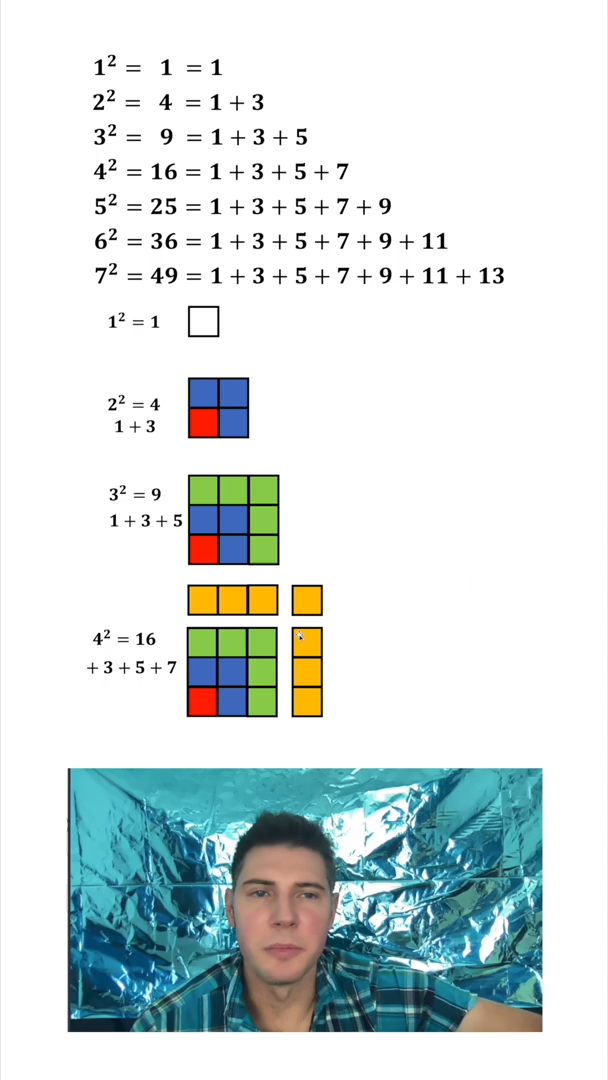 1² = 1 = 1
2² = 4 = 1 + 3
3² = 9 = 1 + 3 + 5
4² = 16 = 1 + 3 + 5 + 7
5² = 25 = 1 + 3 + 5 + 7 + 9
6² = 36 = 1 + 3 + 5 + 7 + 9 + 11
7² = 49 = 1 + 3 + 5 + 7 + 9 + 11 + 13
1² = 1
2² = 4
1 + 3
3² = 9
1 + 3 + 5
4² = 16
+ 3 + 5 + 7